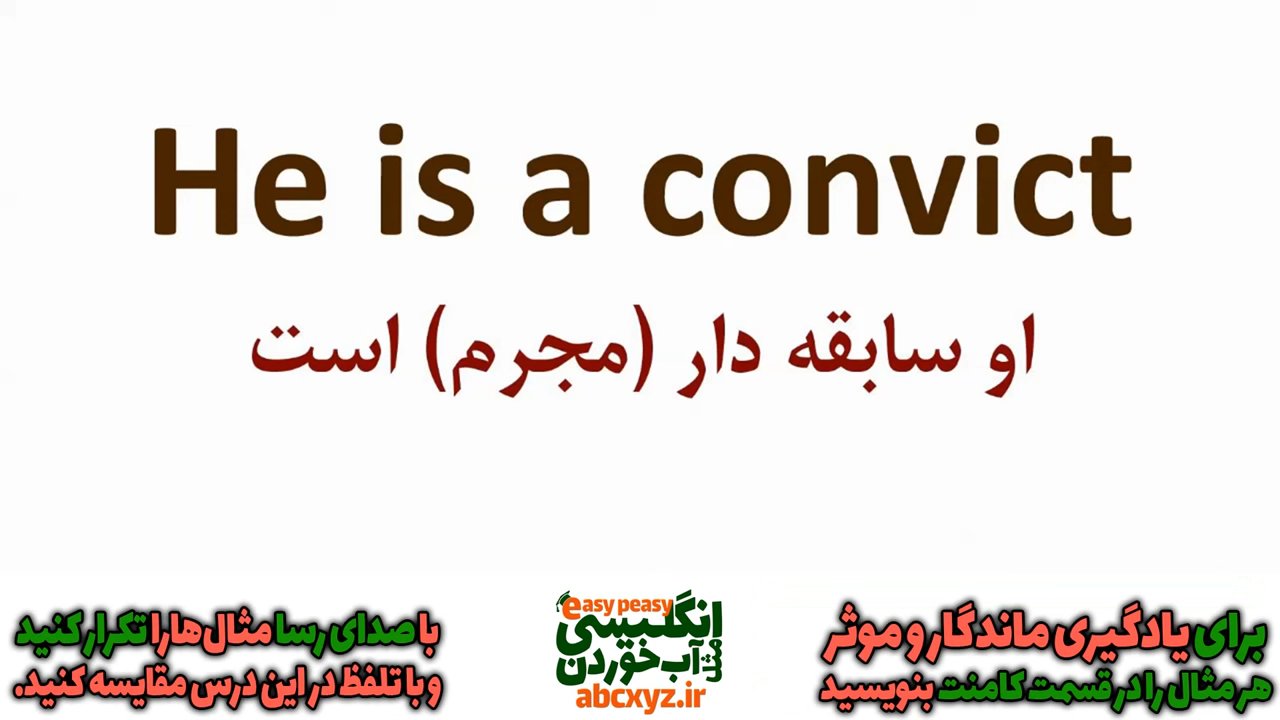 He is a convict
او سابقه دار (مجرم) است
برای یادگیری ماندگار و موثر
هر مثال را در قسمت کامنت بنویسید
easy peasy
انگلیسی
مثل
آب خوردن
abcxyz.ir
با صدای رسا مثال‌ها را تکرار کنید
و با تلفظ در این درس مقایسه کنید.